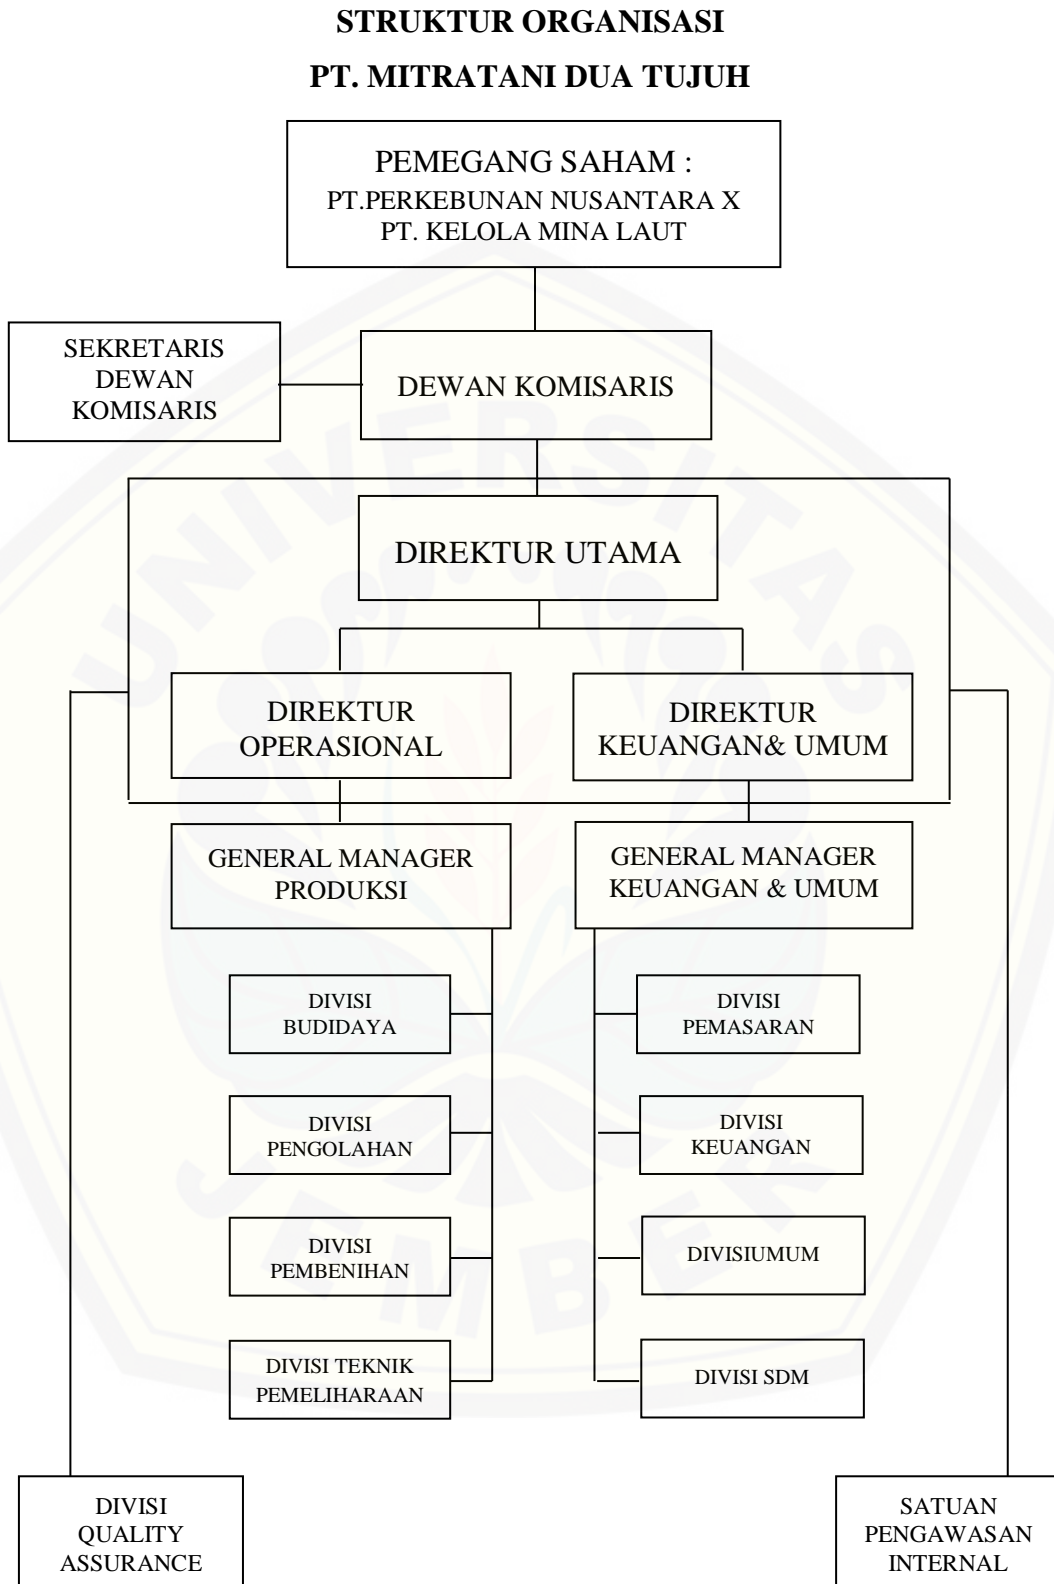 STRUKTUR ORGANISASI
PT. MITRATANI DUA TUJUH
PEMEGANG SAHAM :
PT.PERKEBUNAN NUSANTARA X
PT. KELOLA MINA LAUT
SEKRETARIS
DEWAN
KOMISARIS
DEWAN KOMISARIS
DIREKTUR UTAMA
DIREKTUR
OPERASIONAL
DIREKTUR
KEUANGAN& UMUM
GENERAL MANAGER
PRODUKSI
GENERAL MANAGER
KEUANGAN & UMUM
DIVISI
BUDIDAYA
DIVISI
PEMASARAN
DIVISI
PENGOLAHAN
DIVISI
KEUANGAN
DIVISI
PEMBENIHAN
DIVISIUMUM
DIVISI TEKNIK
PEMELIHARAAN
DIVISI SDM
DIVISI
QUALITY
ASSURANCE
SATUAN
PENGAWASAN
INTERNAL
UNIVERSITAS
JEMBER